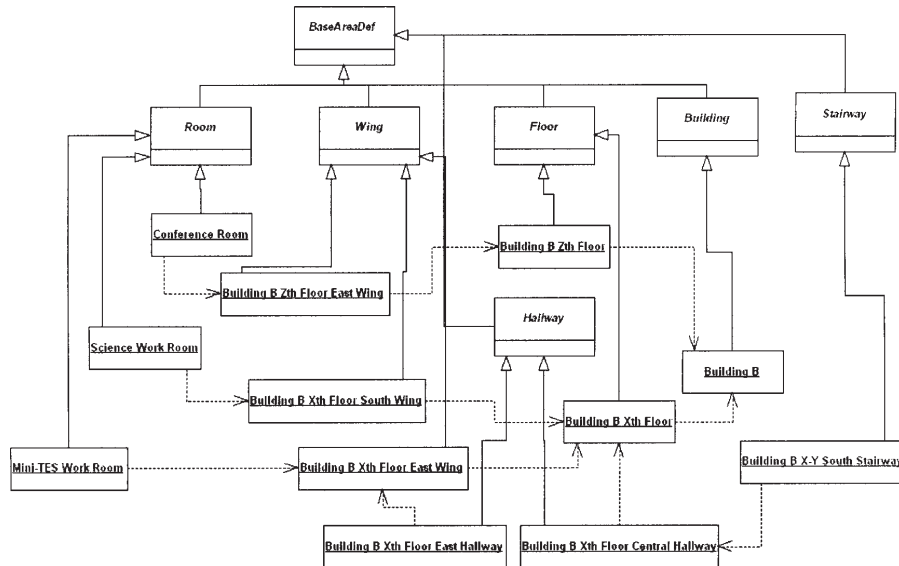 BaseAreaDef
Room
Wing
Floor
Building
Stairway
Conference Room
Building B Zth Floor
Building B Zth Floor East Wing
Hallway
Science Work Room
Building B
Building B Xth Floor South Wing
Building B Xth Floor
Mini-TES Work Room
Building B Xth Floor East Wing
Building B X-Y South Stairway
Building B Xth Floor East Hallway
Building B Xth Floor Central Hallway